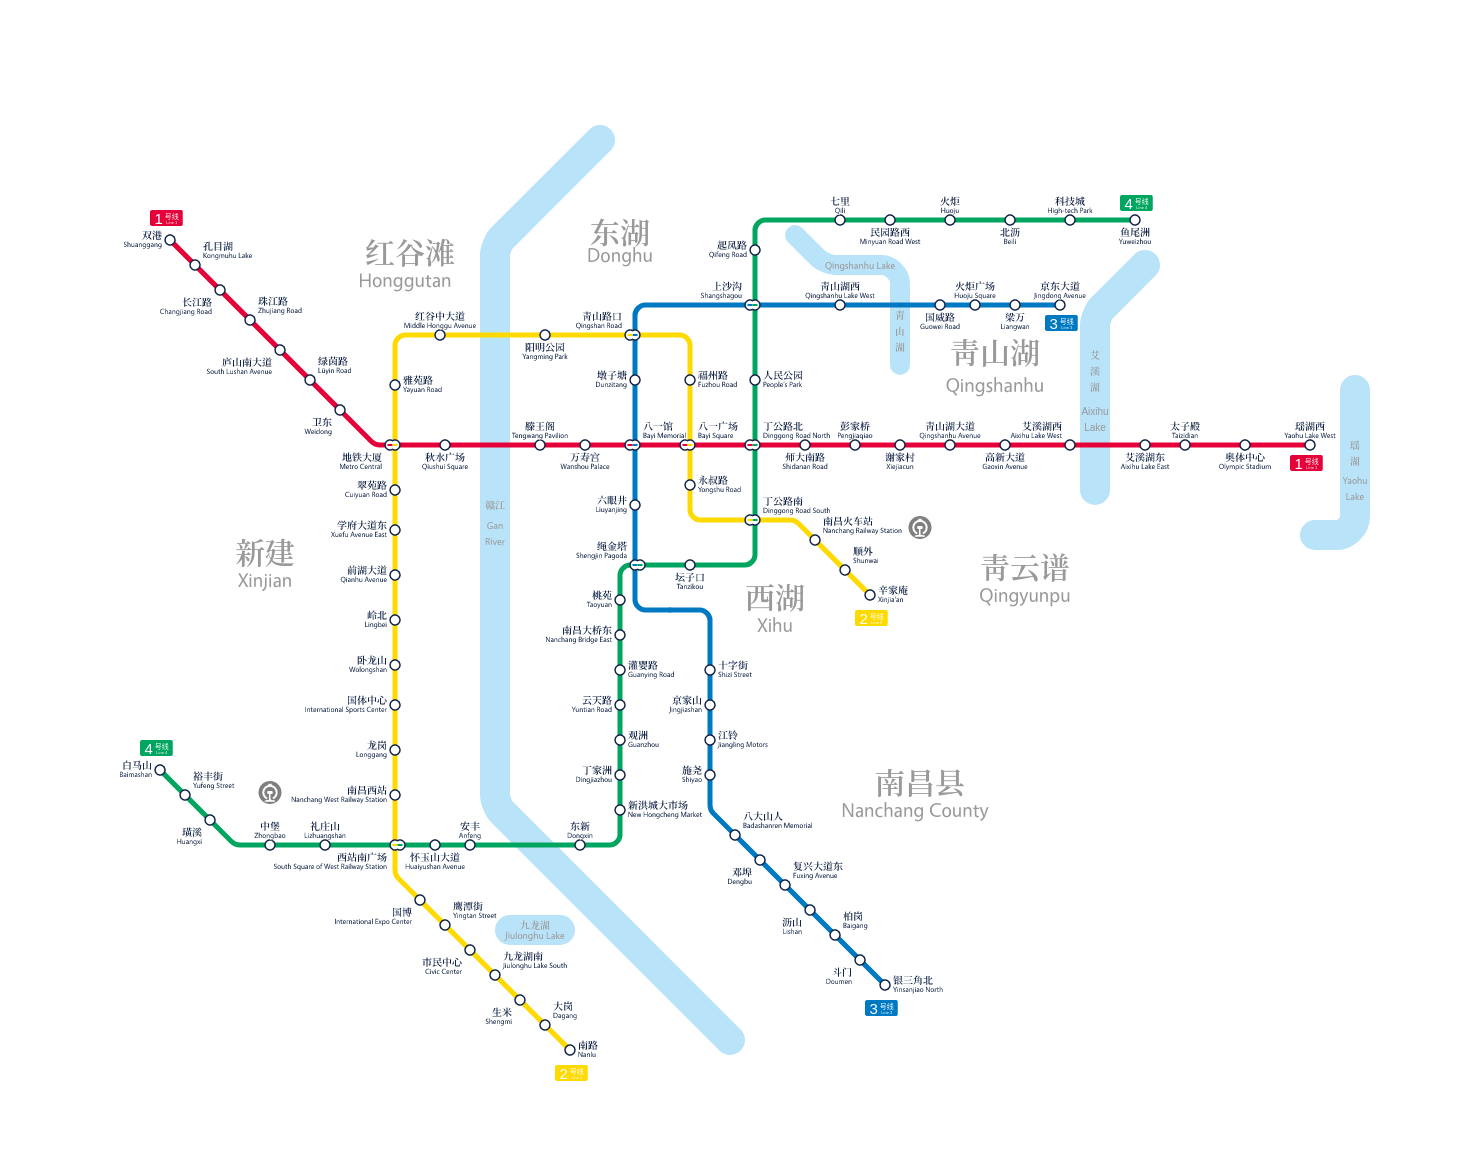 1 号线
Line 1
双港
Shuanggang
孔目湖
Kongmuhu Lake
长江路
Changjiang Road
珠江路
Zhujiang Road
庐山南大道
South Lushan Avenue
绿茵路
Lüyin Road
卫东
Weidong
地铁大厦
Metro Central
秋水广场
Qiushui Square
滕王阁
Tengwang Pavilion
万寿宫
Wanshou Palace
八一馆
Bayi Memorial
八一广场
Bayi Square
丁公路北
Dinggong Road North
师大南路
Shidanan Road
彭家桥
Pengjiaqiao
谢家村
Xiejiacun
青山湖大道
Qingshanhu Avenue
高新大道
Gaoxin Avenue
艾溪湖西
Aixihu Lake West
艾溪湖东
Aixihu Lake East
太子殿
Taizidian
奥体中心
Olympic Stadium
瑶湖西
Yaohu Lake West
1 号线
Line 1
红谷滩
Honggutan
东湖
Donghu
青山湖
Qingshanhu
新建
Xinjian
西湖
Xihu
青云谱
Qingyunpu
南昌县
Nanchang County
4 号线
Line 4
鱼尾洲
Yuweizhou
科技城
High-tech Park
北沥
Beili
火炬
Huoju
民园路西
Minyuan Road West
七里
Qili
起凤路
Qifeng Road
上沙沟
Shangshagou
人民公园
People's Park
丁公路南
Dinggong Road South
坛子口
Tanzikou
绳金塔
Shengjin Pagoda
桃苑
Taoyuan
南昌大桥东
Nanchang Bridge East
灌婴路
Guanying Road
云天路
Yuntian Road
观洲
Guanzhou
丁家洲
Dingjiazhou
新洪城大市场
New Hongcheng Market
东新
Dongxin
安丰
Anfeng
怀玉山大道
Huaiyushan Avenue
西站南广场
South Square of West Railway Station
礼庄山
Lizhuangshan
中堡
Zhongbao
璜溪
Huangxi
裕丰街
Yufeng Street
白马山
Baimashan
4 号线
Line 4
3 号线
Line 3
京东大道
Jingdong Avenue
梁万
Liangwan
火炬广场
Huoju Square
国威路
Guowei Road
青山湖西
Qingshanhu Lake West
青山路口
Qingshan Road
墩子塘
Dunzitang
六眼井
Liuyanjing
十字街
Shizi Street
京家山
Jingjiashan
江铃
Jiangling Motors
施尧
Shiyao
八大山人
Badashanren Memorial
邓埠
Dengbu
复兴大道东
Fuxing Avenue
沥山
Lishan
柏岗
Baigang
斗门
Doumen
银三角北
Yinsanjiao North
3 号线
Line 3
2 号线
Line 2
辛家庵
Xinjia'an
顺外
Shunwai
南昌火车站
Nanchang Railway Station
永叔路
Yongshu Road
福州路
Fuzhou Road
阳明公园
Yangming Park
红谷中大道
Middle Honggu Avenue
雅苑路
Yayuan Road
翠苑路
Cuiyuan Road
学府大道东
Xuefu Avenue East
前湖大道
Qianhu Avenue
岭北
Lingbei
卧龙山
Wolongshan
国体中心
International Sports Center
龙岗
Longgang
南昌西站
Nanchang West Railway Station
国博
International Expo Center
鹰潭街
Yingtan Street
市民中心
Civic Center
九龙湖南
Jiulonghu Lake South
生米
Shengmi
大岗
Dagang
南路
Nanlu
2 号线
Line 2
赣江
Gan
River
Qingshanhu Lake
青
山
湖
艾
溪
湖
Aixihu
Lake
瑶
湖
Yaohu
Lake
九龙湖
Jiulonghu Lake